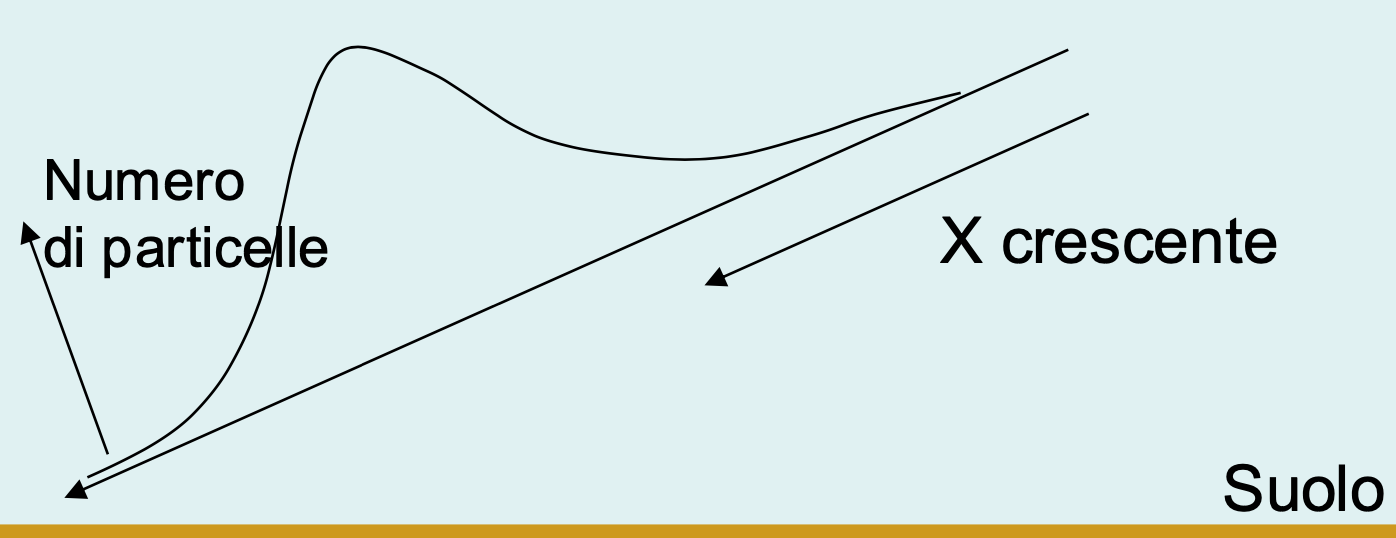 Numero
di particelle
X crescente
Suolo